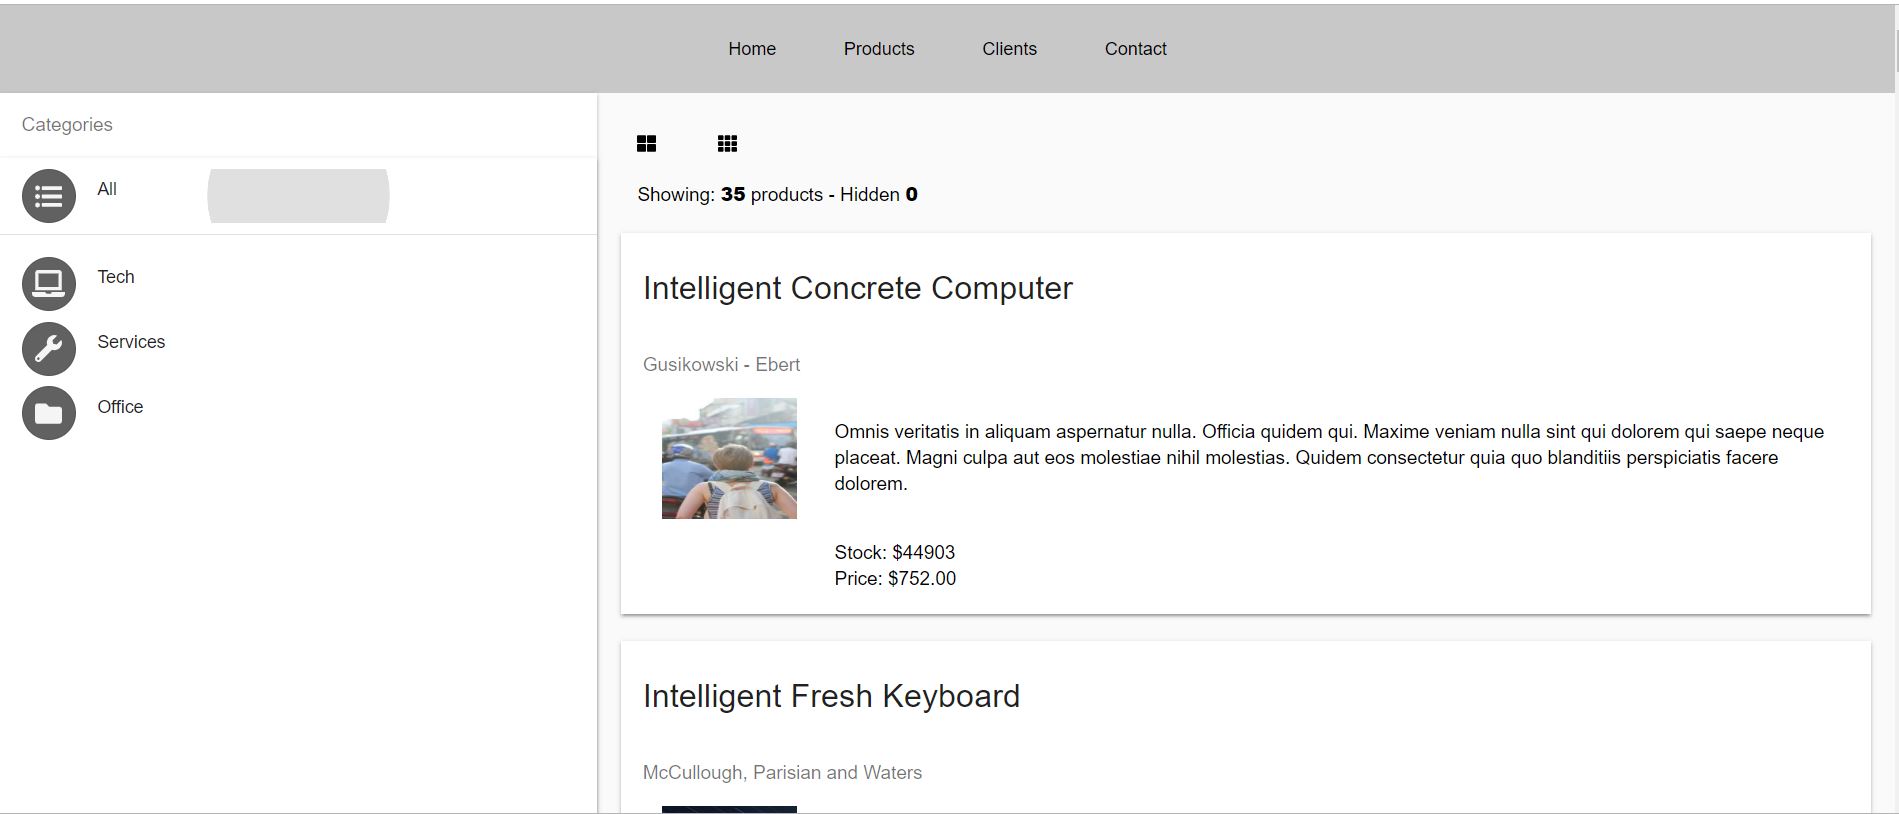 Home Products Clients Contact
Categories
All
Tech
Services
Office
Showing: 35 products - Hidden 0
Intelligent Concrete Computer
Gusikowski - Ebert
Omnis veritatis in aliquam aspernatur nulla. Officia quidem qui. Maxime veniam nulla sint qui dolorem qui saepe neque
placeat. Magni culpa aut eos molestiae nihil molestias. Quidem consectetur quia quo blanditiis perspiciatis facere
dolorem.
Stock: $44903
Price: $752.00
Intelligent Fresh Keyboard
McCullough, Parisian and Waters